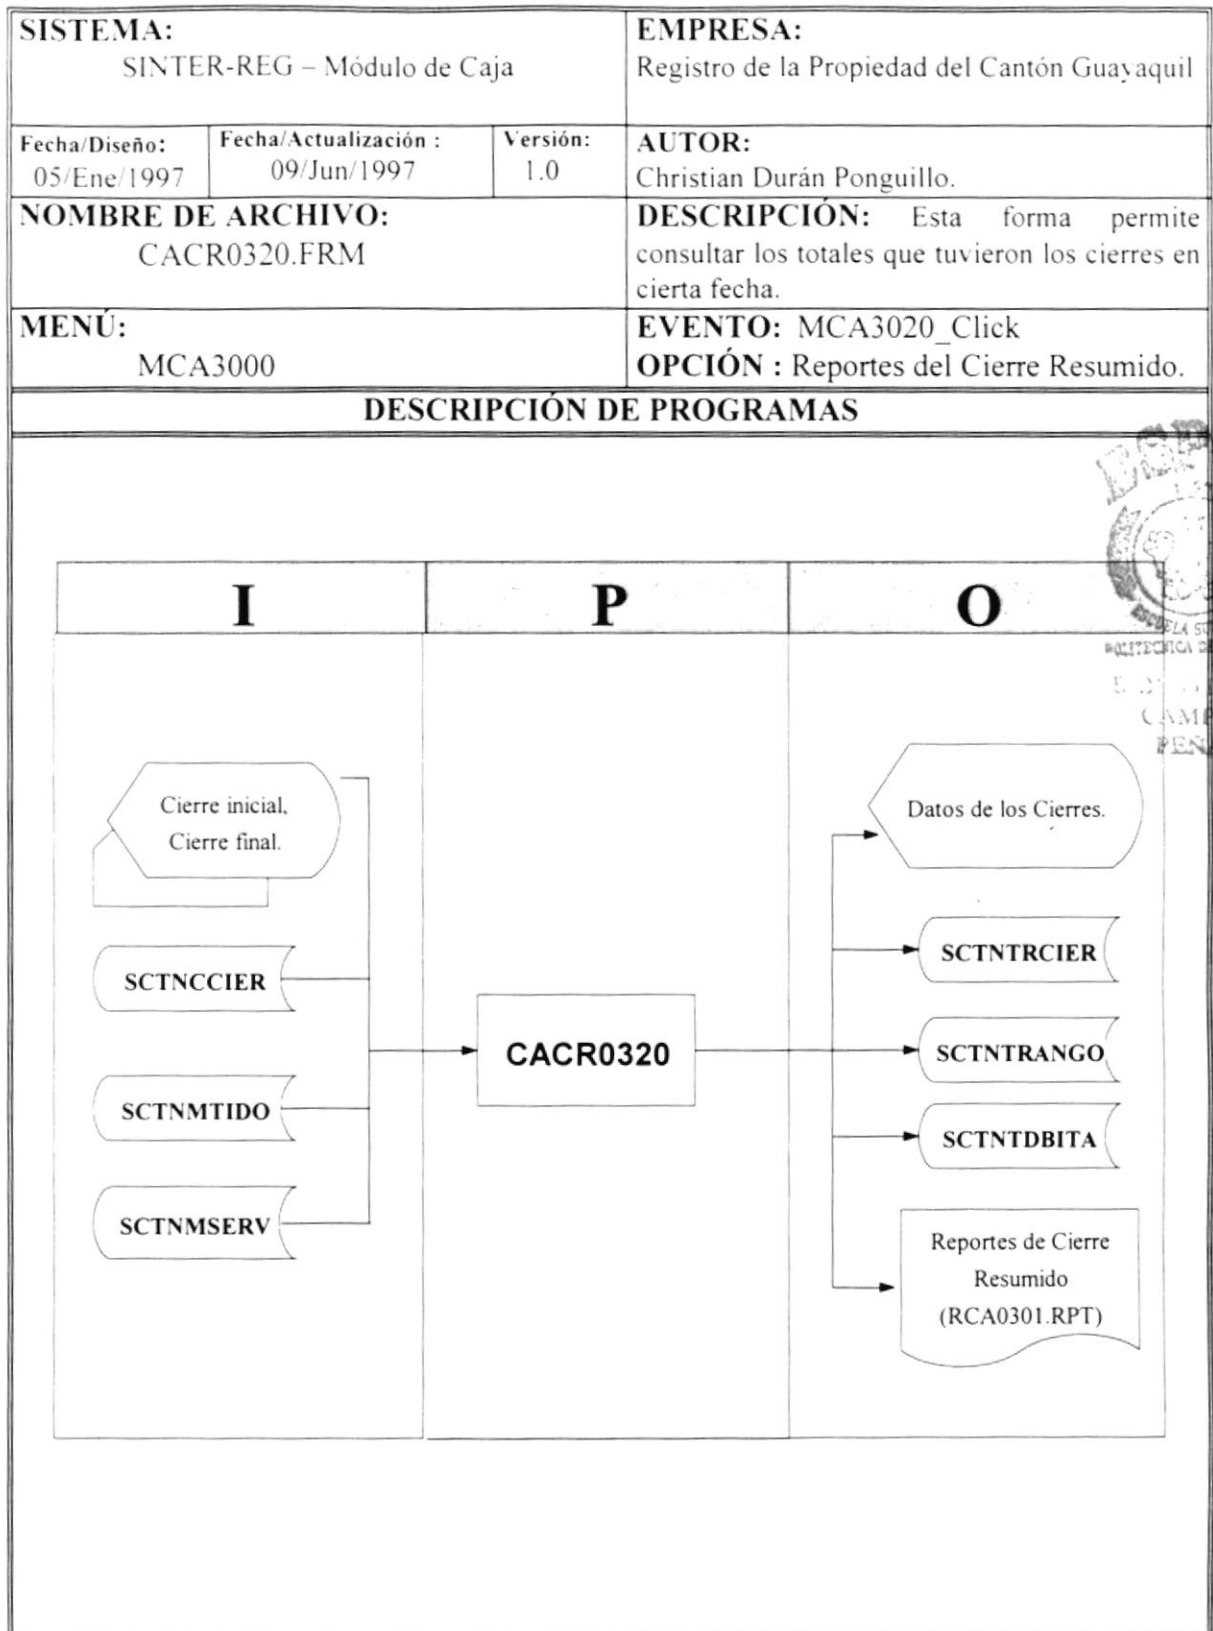 SISTEMA:
SINTER-REG – Módulo de Caja
EMPRESA:
Registro de la Propiedad del Cantón Guayaquil
Fecha/Diseño:
05/Ene/1997
Fecha/Actualización :
09/Jun/1997
Versión:
1.0
AUTOR:
Christian Durán Ponguillo.
NOMBRE DE ARCHIVO:
CACR0320.FRM
DESCRIPCIÓN: Esta forma permite
consultar los totales que tuvieron los cierres en
cierta fecha.
MENÚ:
MCA3000
EVENTO: MCA3020_Click
OPCIÓN : Reportes del Cierre Resumido.
DESCRIPCIÓN DE PROGRAMAS
I
P
O
Cierre inicial,
Cierre final.
SCTNCCIER
SCTNMTIDO
SCTNMSERV
CACR0320
Datos de los Cierres.
SCTNTRCIER
SCTNTRANGO
SCTNTDBITA
Reportes de Cierre
Resumido
(RCA0301.RPT)